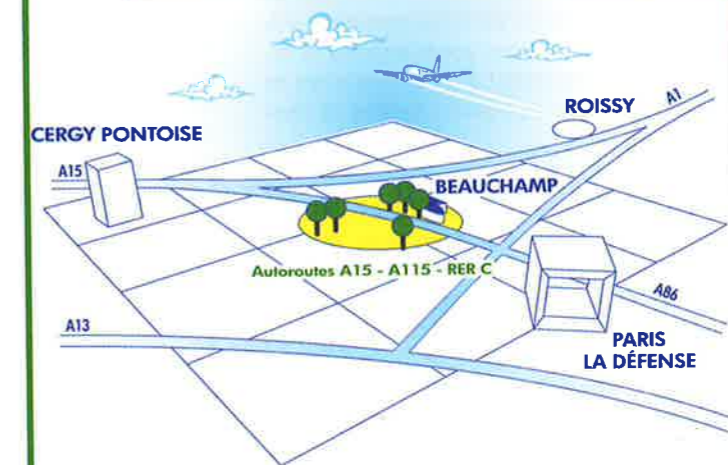 ROISSY
A1
CERGY PONTOISE
A15
BEAUCHAMP
Autoroutes A15 - A115 - RER C
A86
A13
PARIS
LA DÉFENSE